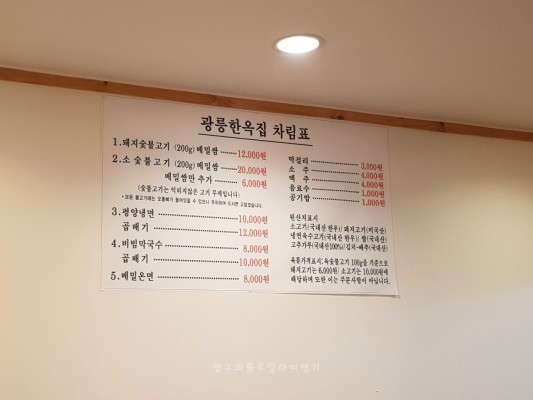 광릉한옥집 차림표
1.돼지숯불고기 (200g) 메밀쌈 ······ 12,000원
2.소 숯불고기 (200g) 메밀쌈 ······ 20,000원
메밀쌈만 추가 ······ 6,000원
(숯불고기는 익히지않은 고기 무게입니다)
3.평양냉면 ······ 10,000원
곱빼기 ······ 12,000원
4.비빔막국수 ······ 8,000원
곱빼기 ······ 10,000원
5.메밀온면 ······ 8,000원
막걸리 ······ 3,000원
소 주 ······ 4,000원
맥 주 ······ 4,000원
음료수 ······ 1,000원
공기밥 ······ 1,000원
원산지표시
소고기(국내산 한우)/ 돼지고기(미국산)
냉면육수고기(국내산 한우)/ 쌀(국내산)
고추가루(국내산100%)/김치-배추(국내산)
육류가격표시:육숯불고기 100g을 기준으로
돼지고기는 6,000원/ 소고기는 10,000원에
해당하며 또한 이는 주문사항이 아닙니다.